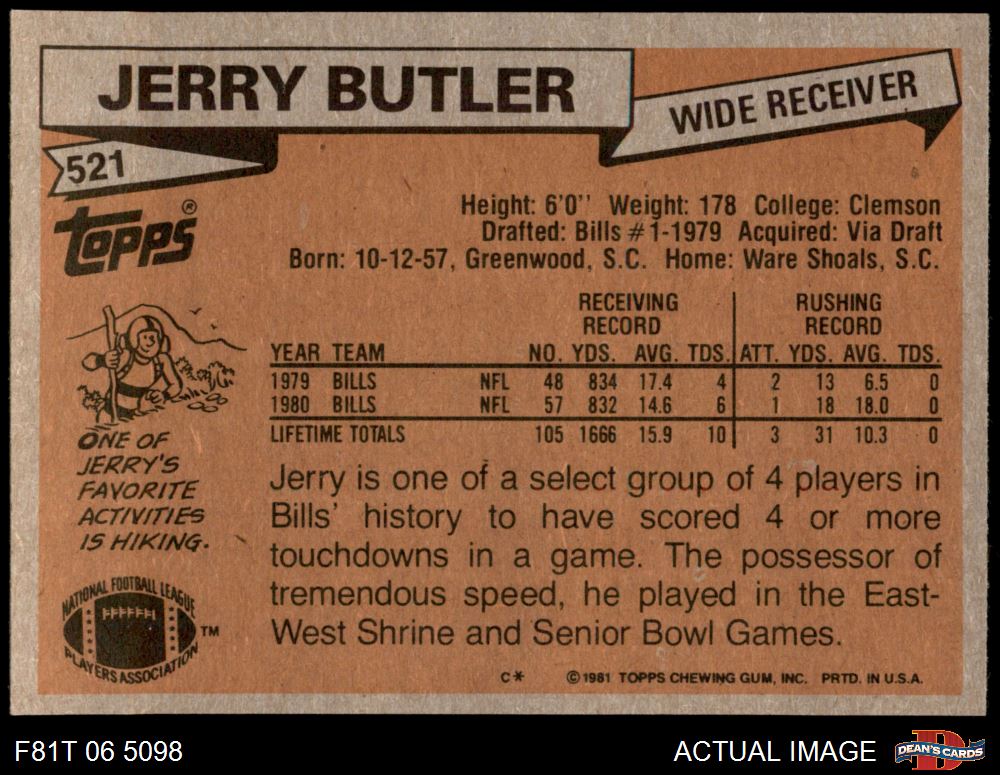 JERRY BUTLER
WIDE RECEIVER
521
topps®
Height: 6'0'' Weight: 178 College: Clemson
Drafted: Bills #1-1979 Acquired: Via Draft
Born: 10-12-57, Greenwood, S.C. Home: Ware Shoals, S.C.
RECEIVING RUSHING
RECORD RECORD
YEAR TEAM NO. YDS. AVG. TDS. ATT. YDS. AVG. TDS.
1979 BILLS NFL 48 834 17.4 4 2 13 6.5 0
1980 BILLS NFL 57 832 14.6 6 1 18 18.0 0
LIFETIME TOTALS 105 1666 15.9 10 3 31 10.3 0
ONE OF
JERRY'S
FAVORITE
ACTIVITIES
IS HIKING.
Jerry is one of a select group of 4 players in
Bills' history to have scored 4 or more
touchdowns in a game. The possessor of
tremendous speed, he played in the East-
West Shrine and Senior Bowl Games.
NATIONAL FOOTBALL LEAGUE
PLAYERS ASSOCIATION
TM
C* ©1981 TOPPS CHEWING GUM, INC. PRTD. IN U.S.A.
F81T 06 5098
ACTUAL IMAGE
DEAN'S CARDS